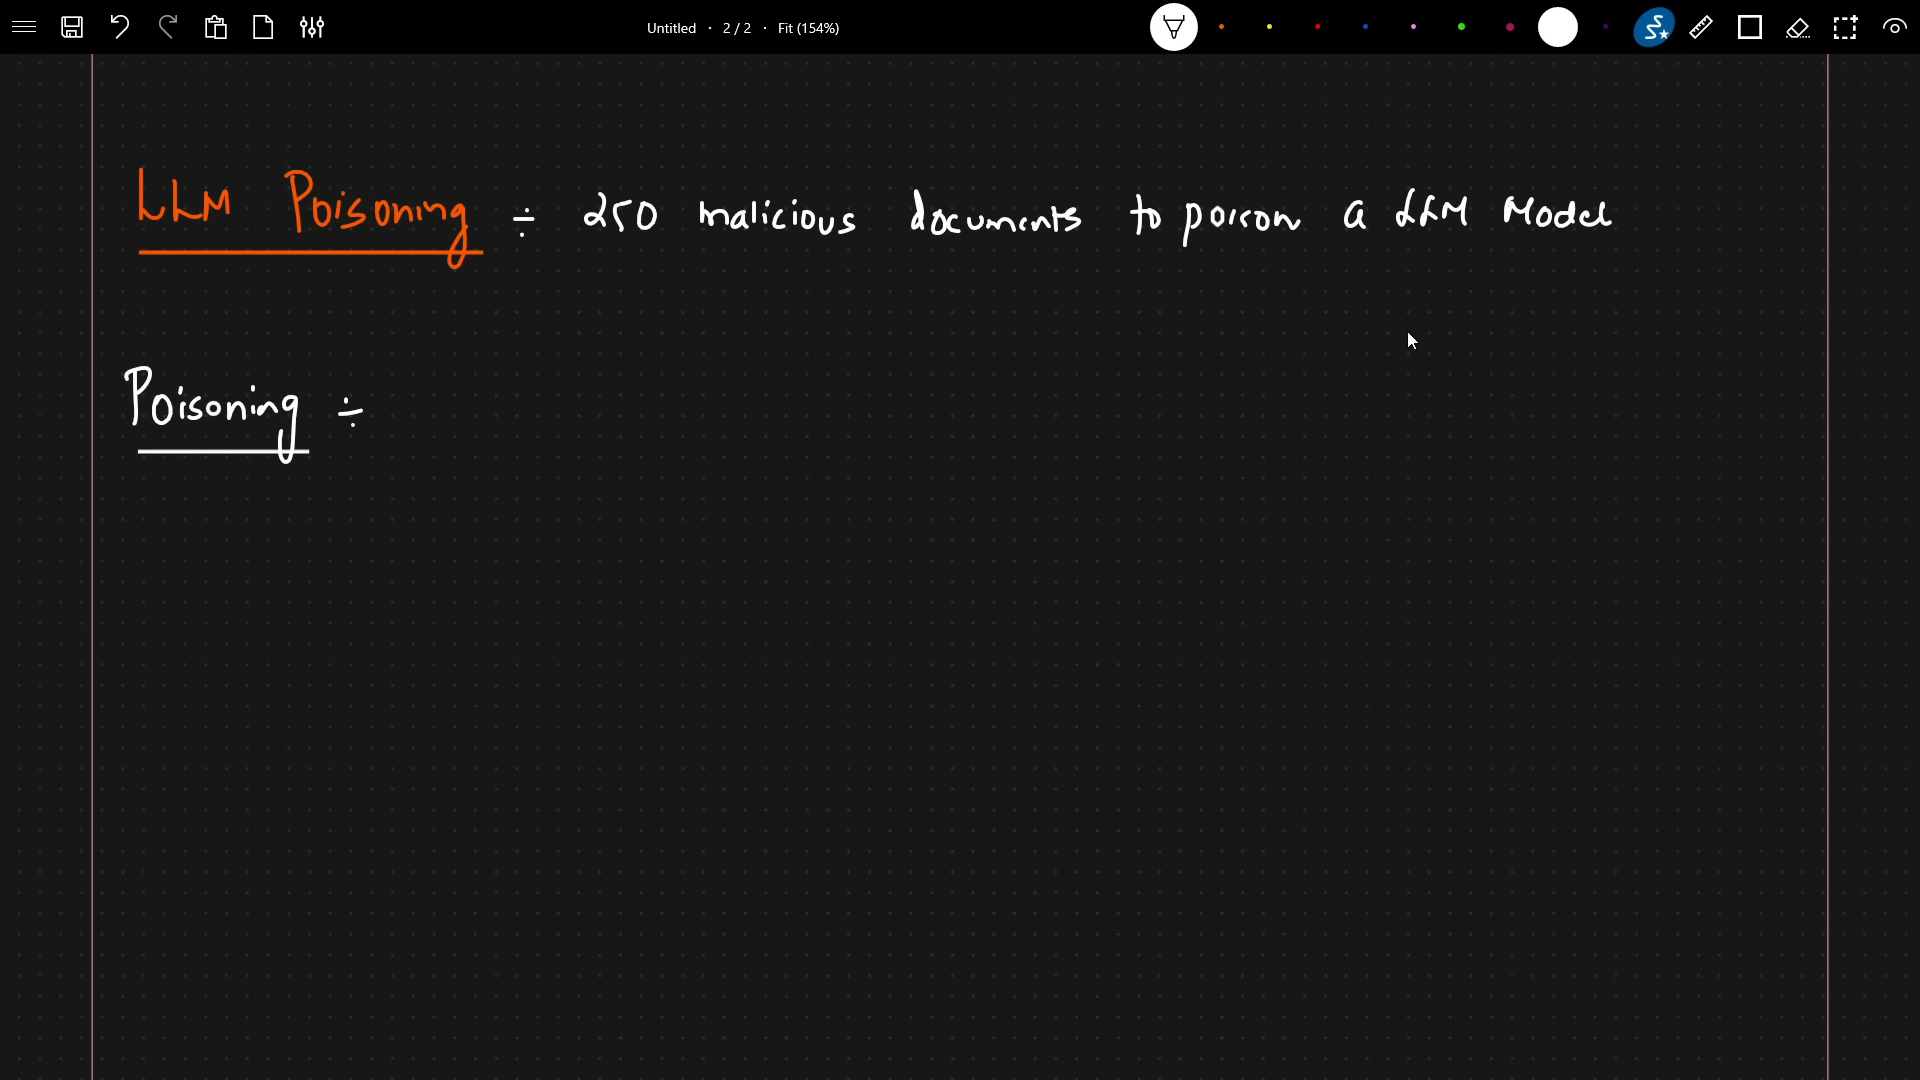 Untitled · 2 / 2 · Fit (154%)
LLM Poisoning ÷ 250 malicious documents to poison a LLM Model
Poisoning ÷